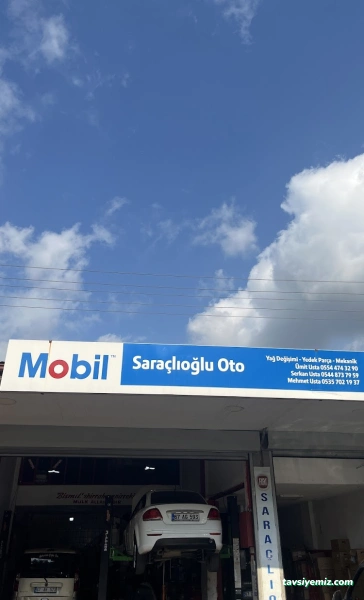 Mobil™
Saraçlıoğlu Oto
Yağ Değişimi - Yedek Parça - Mekanik
Ümit Usta 0554 474 32 90
Serkan Usta 0544 873 79 59
Mehmet Usta 0535 702 19 37
SARAÇLIO
tavsiyemiz.com